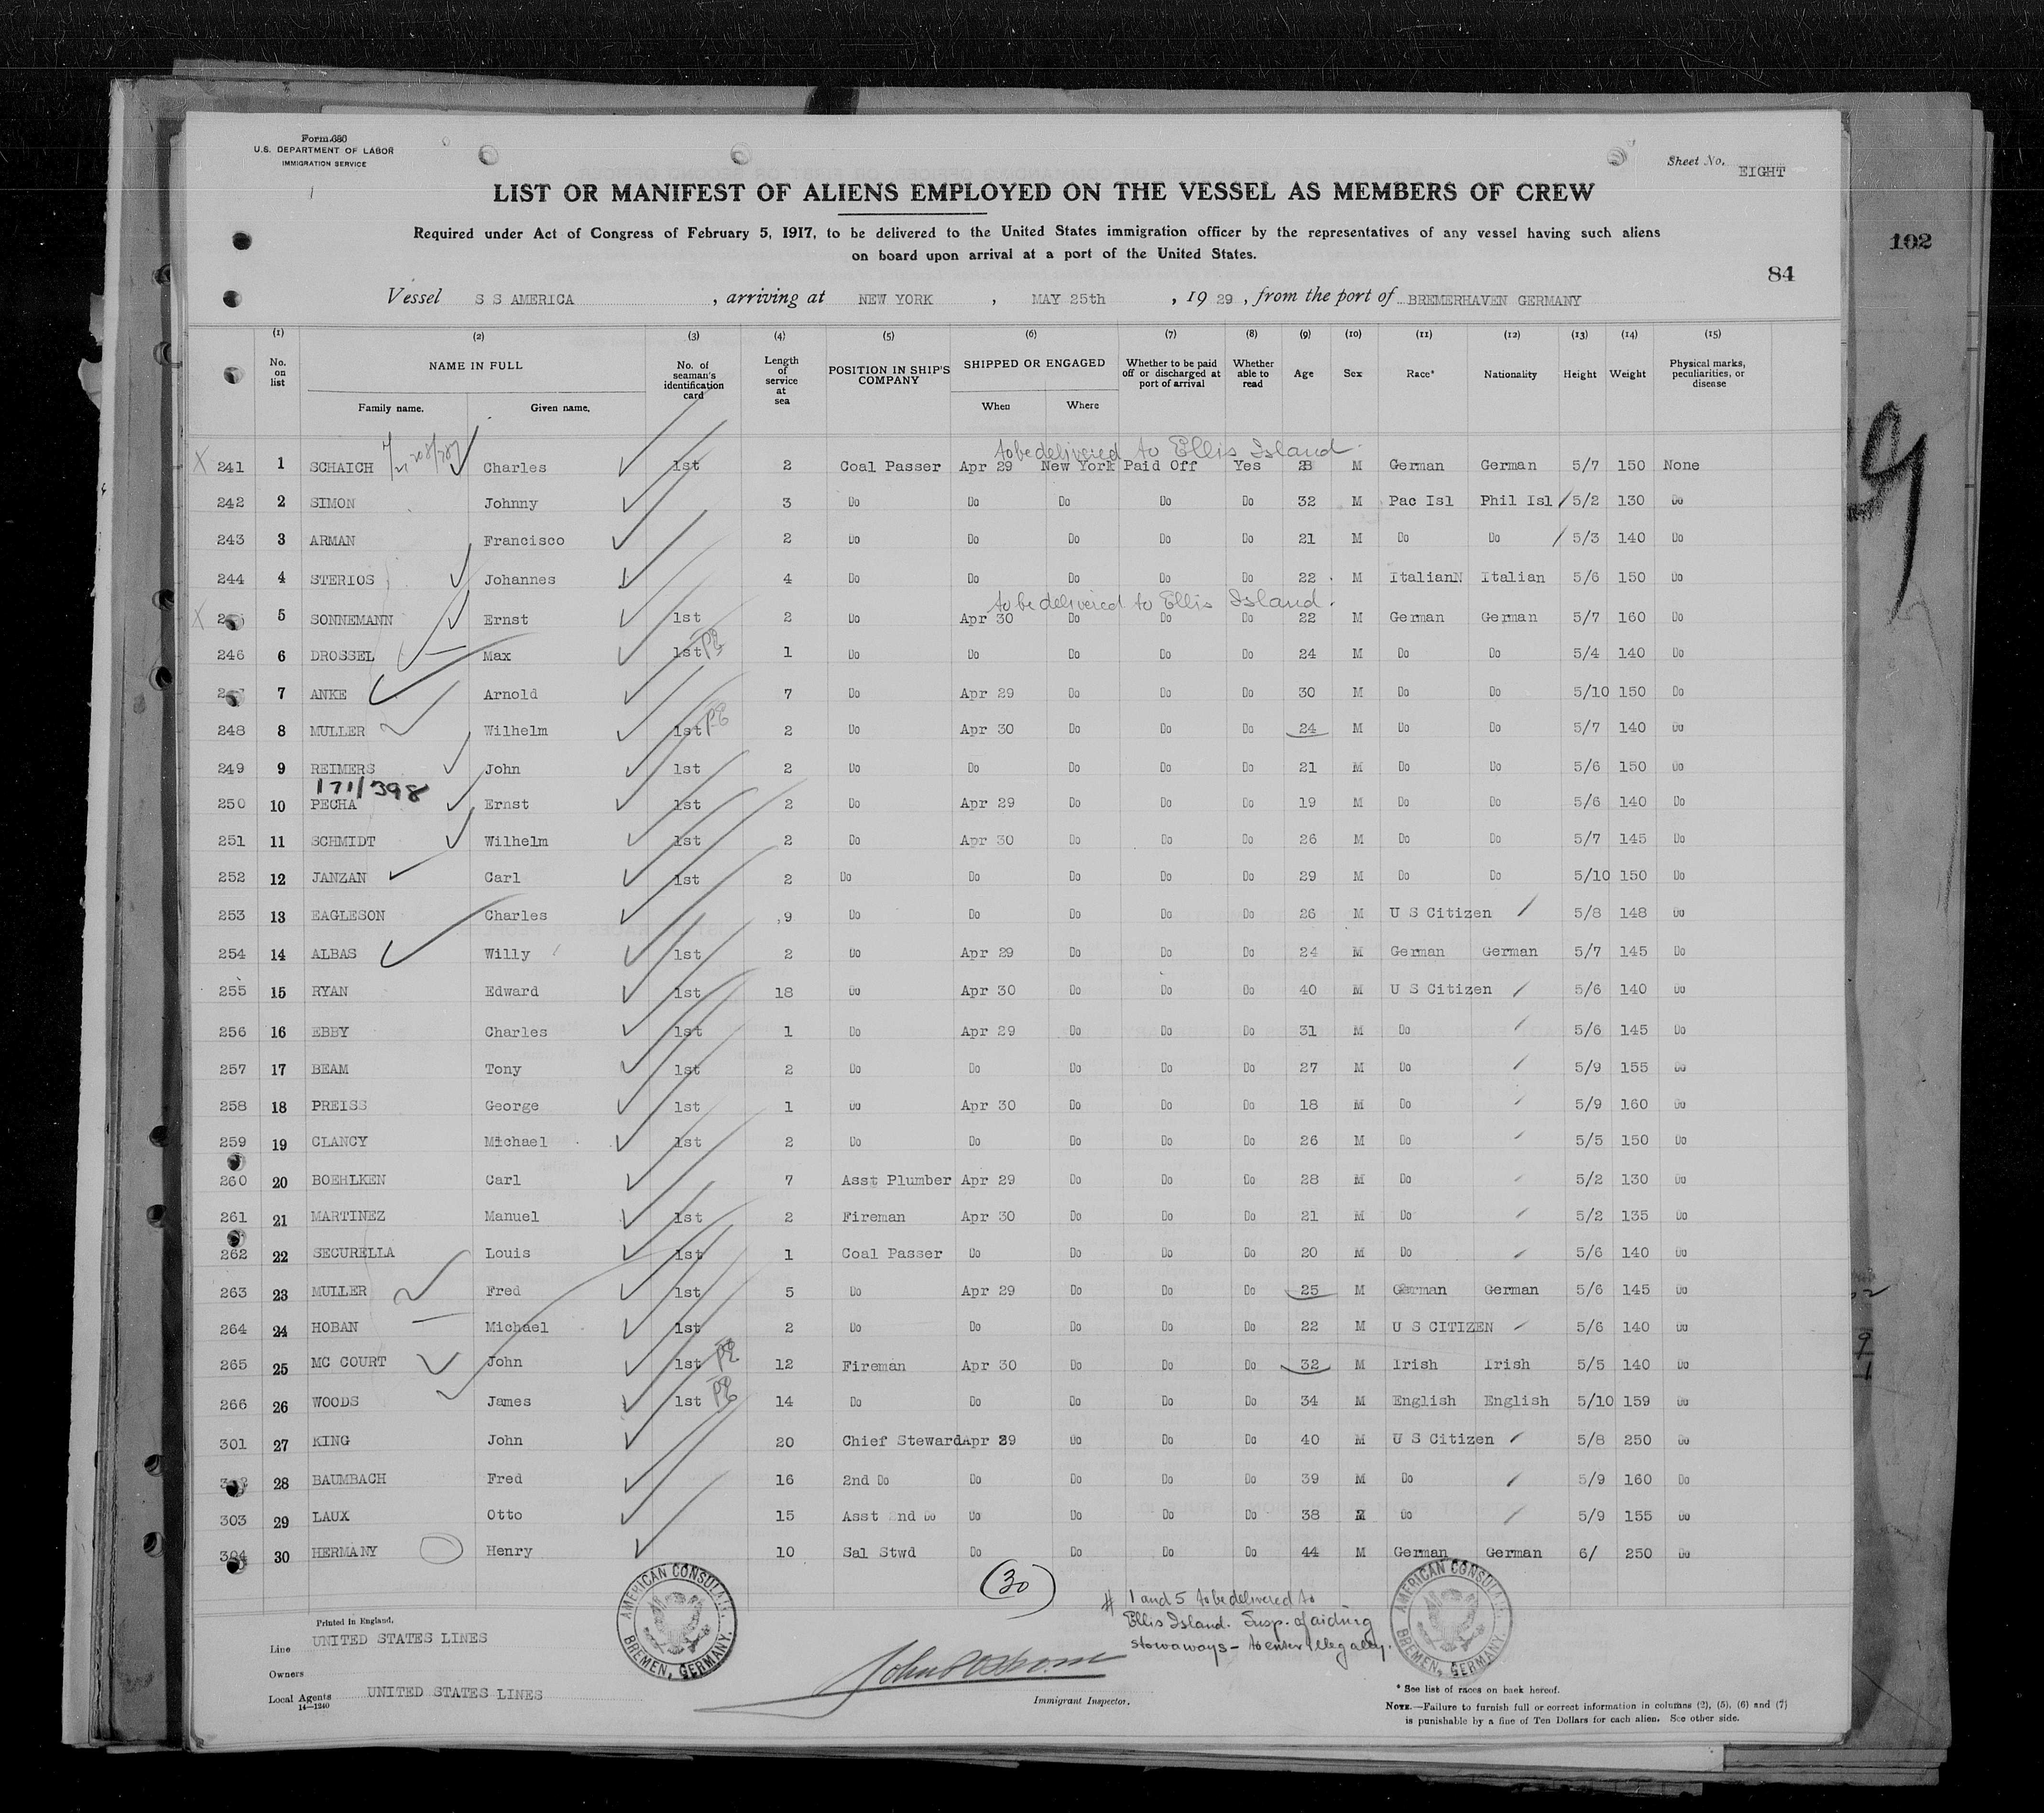 Form 680
U.S. DEPARTMENT OF LABOR
IMMIGRATION SERVICE
Sheet No. EIGHT
LIST OR MANIFEST OF ALIENS EMPLOYED ON THE VESSEL AS MEMBERS OF CREW
Required under Act of Congress of February 5, 1917, to be delivered to the United States immigration officer by the representatives of any vessel having such aliens
on board upon arrival at a port of the United States.
102
84
Vessel S S AMERICA, arriving at NEW YORK, MAY 25th, 1929, from the port of BREMERHAVEN GERMANY
(1) (2) (3) (4) (5) (6) (7) (8) (9) (10) (11) (12) (13) (14) (15)
No. on list NAME IN FULL No. of seaman's identification card Length of service at sea POSITION IN SHIP'S COMPANY SHIPPED OR ENGAGED Whether to be paid off or discharged at port of arrival Whether able to read Age Sex Race* Nationality Height Weight Physical marks, peculiarities, or disease
Family name. Given name. When Where
to be delivered to Ellis Island
X 241 1 SCHAICH Charles 1st 2 Coal Passer Apr 29 New York Paid Off Yes M German German 5/7 150 None
242 2 SIMON Johnny 3 Do Do Do Do Do 32 M Pac Isl Phil Isl 5/2 130 Do
243 3 ARMAN Francisco 2 Do Do Do Do Do 21 M Do Do 5/3 140 Do
244 4 STERIOS Johannes 4 Do Do Do Do Do 22 M ItalianN Italian 5/6 150 Do
to be delivered to Ellis Island.
X 5 SONNEMANN Ernst 1st 2 Do Apr 30 Do Do Do 22 M German German 5/7 160 Do
246 6 DROSSEL Max 1st 1 Do Do Do Do Do 24 M Do Do 5/4 140 Do
7 ANKE Arnold 7 Do Apr 29 Do Do Do 30 M Do Do 5/10 150 Do
248 8 MULLER Wilhelm 1st 2 Do Apr 30 Do Do Do 24 M Do Do 5/7 140 Do
249 9 REIMERS John 1st 2 Do Do Do Do Do 21 M Do Do 5/6 150 Do
171/398
250 10 PECHA Ernst 1st 2 Do Apr 29 Do Do Do 19 M Do Do 5/6 140 Do
251 11 SCHMIDT Wilhelm 1st 2 Do Apr 30 Do Do Do 26 M Do Do 5/7 145 Do
252 12 JANZAN Carl 1st 2 Do Do Do Do Do 29 M Do Do 5/10 150 Do
253 13 EAGLESON Charles 9 Do Do Do Do Do 26 M U S Citizen 5/8 148 Do
254 14 ALBAS Willy 1st 2 Do Apr 29 Do Do Do 24 M German German 5/7 145 Do
255 15 RYAN Edward 1st 18 Do Apr 30 Do Do Do 40 M U S Citizen 5/6 140 Do
256 16 EBBY Charles 1st 1 Do Apr 29 Do Do Do 31 M Do 5/6 145 Do
257 17 BEAM Tony 1st 2 Do Do Do Do Do 27 M Do 5/9 155 Do
258 18 PREISS George 1st 1 Do Apr 30 Do Do Do 18 M Do 5/9 160 Do
259 19 CLANCY Michael 1st 2 Do Do Do Do Do 26 M Do 5/5 150 Do
260 20 BOEHLKEN Carl 7 Asst Plumber Apr 29 Do Do Do 28 M Do 5/2 130 Do
261 21 MARTINEZ Manuel 1st 2 Fireman Apr 30 Do Do Do 21 M Do 5/2 135 Do
262 22 SECURELLA Louis 1st 1 Coal Passer Do Do Do Do 20 M Do 5/6 140 Do
263 23 MULLER Fred 1st 5 Do Apr 29 Do Do Do 25 M German German 5/6 145 Do
264 24 HOBAN Michael 1st 2 Do Do Do Do Do 22 M U S CITIZEN 5/6 140 Do
265 25 MC COURT John 1st 12 Fireman Apr 30 Do Do Do 32 M Irish Irish 5/5 140 Do
266 26 WOODS James 1st 14 Do Do Do Do Do 34 M English English 5/10 159 Do
301 27 KING John 20 Chief Steward Apr 29 Do Do Do 40 M U S Citizen 5/8 250 Do
28 BAUMBACH Fred 16 2nd Do Do Do Do Do 39 M Do 5/9 160 Do
303 29 LAUX Otto 15 Asst 2nd Do Do Do Do Do 38 M Do 5/9 155 Do
304 30 HERMANY Henry 10 Sal Stwd Do Do Do Do 44 M German German 6/ 250 Do
30
# 1 and 5 to be delivered to
Ellis Island. Susp. of aiding
stowaways - to enter illegally.
AMERICAN CONSULATE BREMEN, GERMANY.
AMERICAN CONSULATE BREMEN, GERMANY.
Printed in England.
Line UNITED STATES LINES
Owners
Local Agents UNITED STATES LINES
14—1240
Immigrant Inspector.
* See list of races on back hereof.
NOTE.—Failure to furnish full or correct information in columns (2), (5), (6) and (7)
is punishable by a fine of Ten Dollars for each alien. See other side.